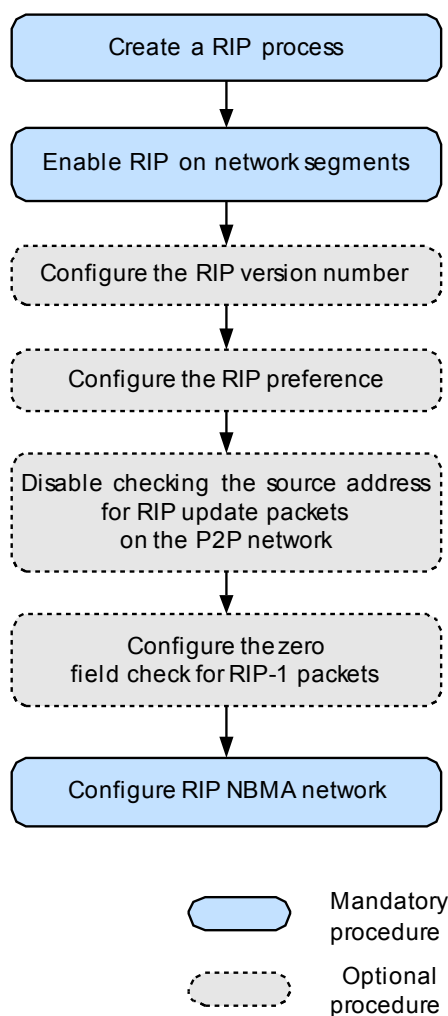 Create a RIP process
Enable RIP on network segments
Configure the RIP version number
Configure the RIP preference
Disable checking the source address
for RIP update packets
on the P2P network
Configure the zero
field check for RIP-1 packets
Configure RIP NBMA network
Mandatory
procedure
Optional
procedure